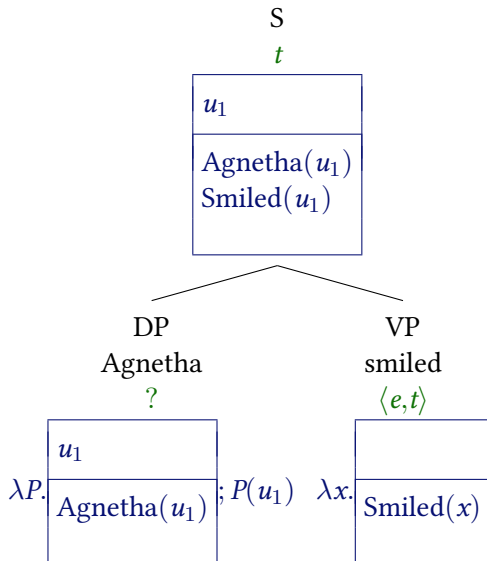 S
t
u₁
Agnetha(u₁)
Smiled(u₁)
DP
Agnetha
?
λP. u₁ Agnetha(u₁) ; P(u₁)
VP
smiled
⟨e,t⟩
λx. Smiled(x)